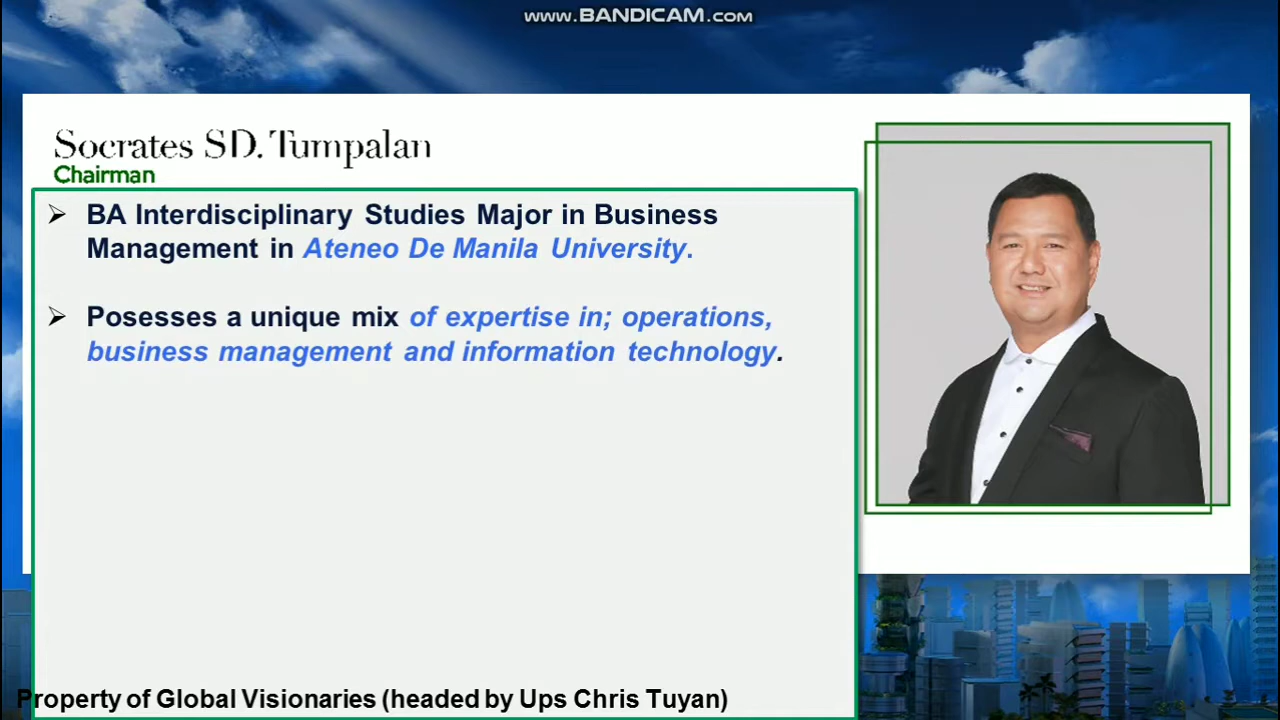 www.BANDICAM.com
Socrates SD. Tumpalan
Chairman
BA Interdisciplinary Studies Major in Business
Management in Ateneo De Manila University.
Posesses a unique mix of expertise in; operations,
business management and information technology.
Property of Global Visionaries (headed by Ups Chris Tuyan)